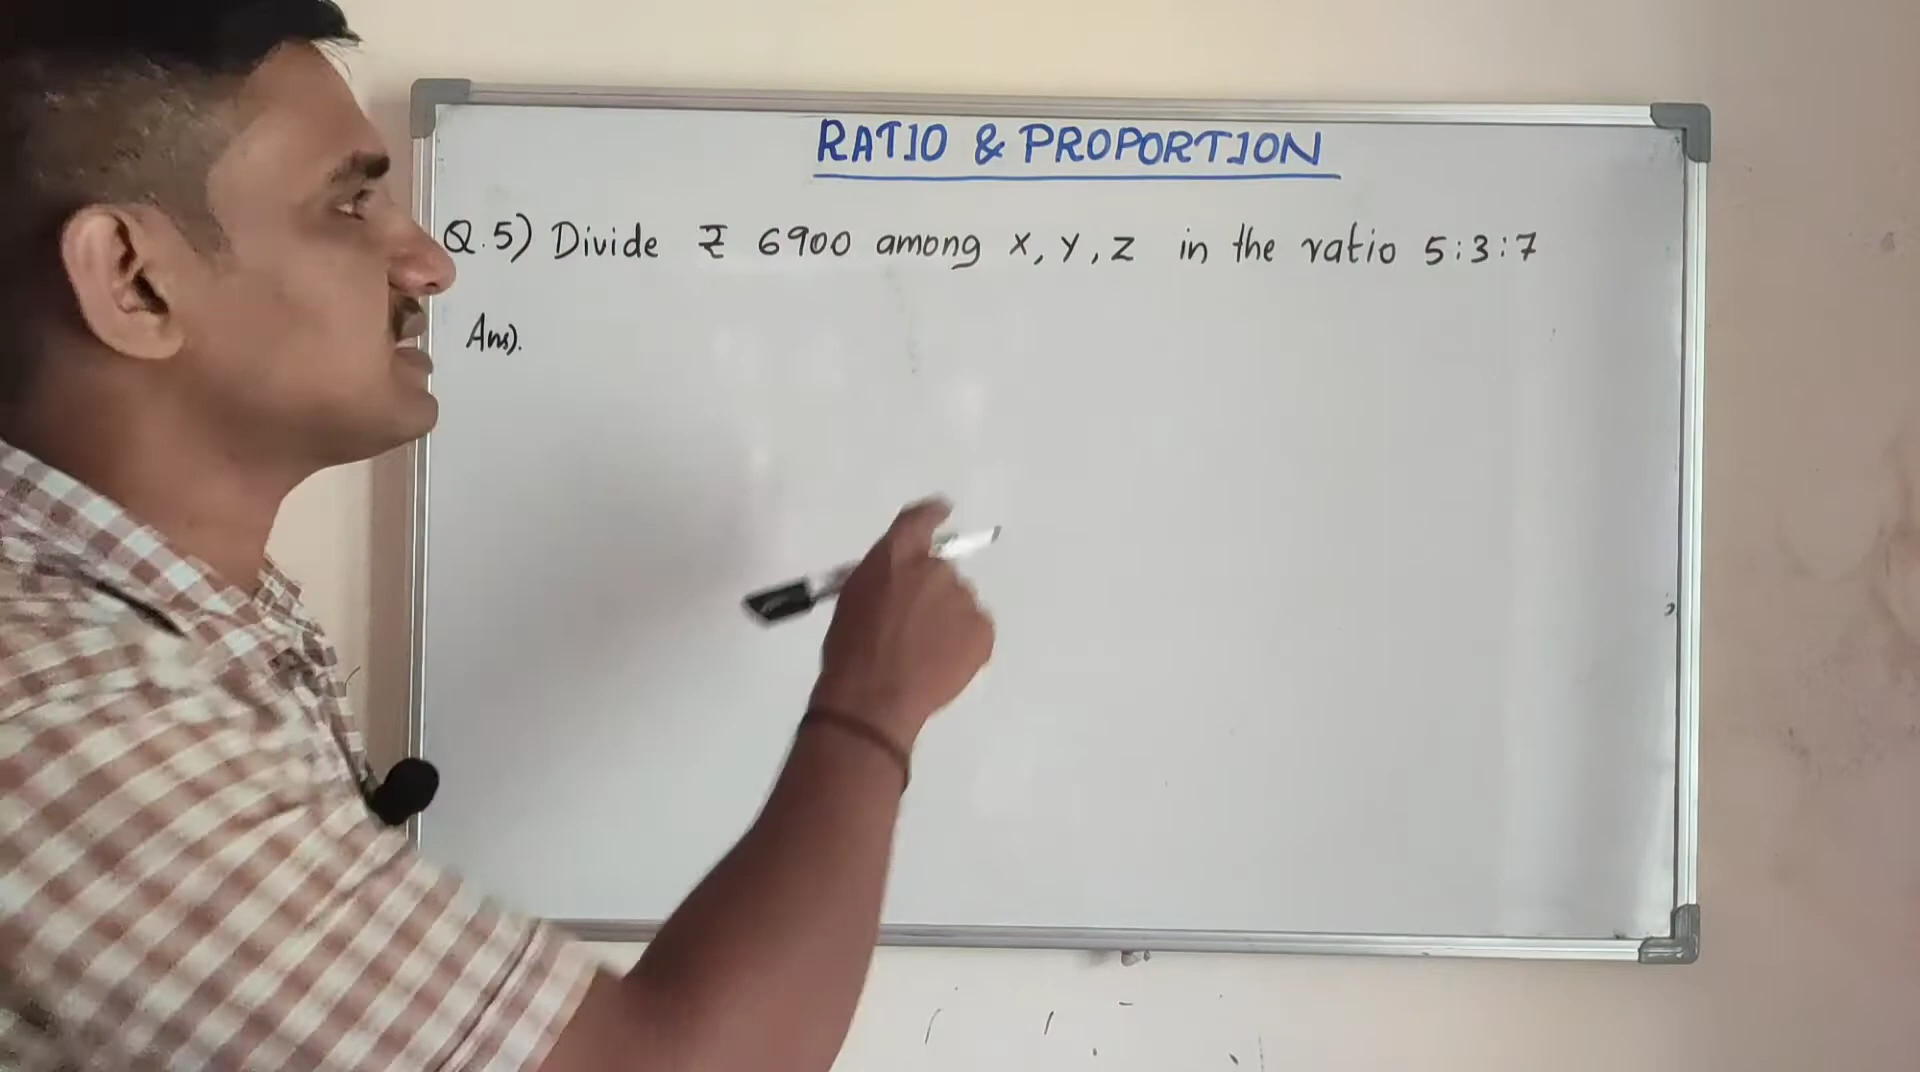 RATIO & PROPORTION
Q.5) Divide ₹ 6900 among x, y, z in the ratio 5:3:7
Ans).